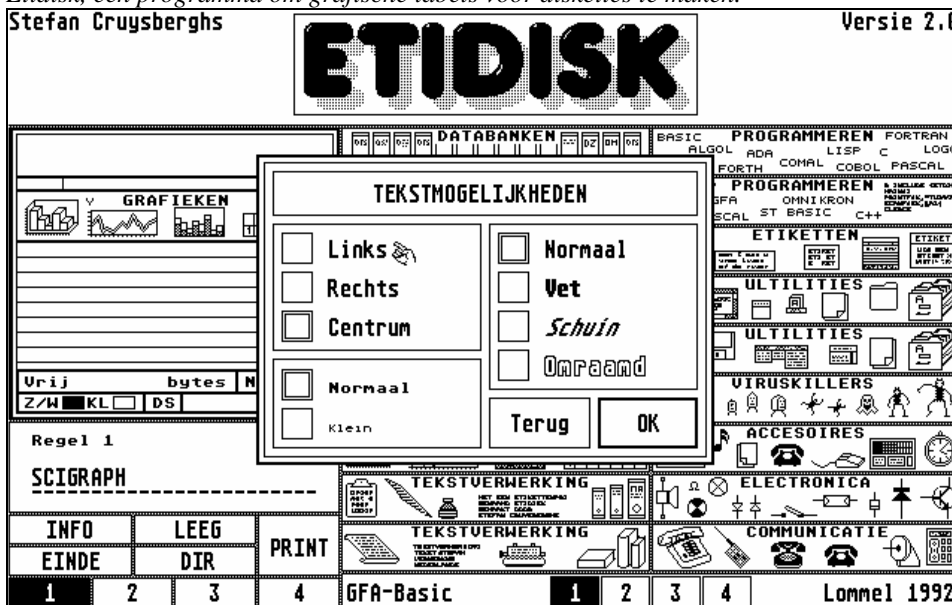 Etidisk, een programma om grafische labels voor diskettes te maken.
Stefan Cruysberghs
Versie 2.0
ETIDISK
DATABANKEN
BASIC PROGRAMMEREN FORTRAN
ALGOL ADA LISP C LOGO
FORTH COMAL COBOL PASCAL
PROGRAMMEREN
GFA OMNIKRON
SCAL ST BASIC C++
Y GRAFIEKEN
ETIKETTEN
ETIKET
ULTILITIES
ULTILITIES
VIRUSKILLERS
ACCESOIRES
ELECTRONICA
COMMUNICATIE
TEKSTVERWERKING
TEKSTVERWERKING
TEKSTMOGELIJKHEDEN
Links
Rechts
Centrum
Normaal
Klein
Normaal
Vet
Schuin
Omraamd
Terug
OK
Vrij bytes N
Z/W KL DS
Regel 1
SCIGRAPH
INFO LEEG
EINDE DIR
PRINT
1 2 3 4
GFA-Basic
1 2 3 4
Lommel 1992